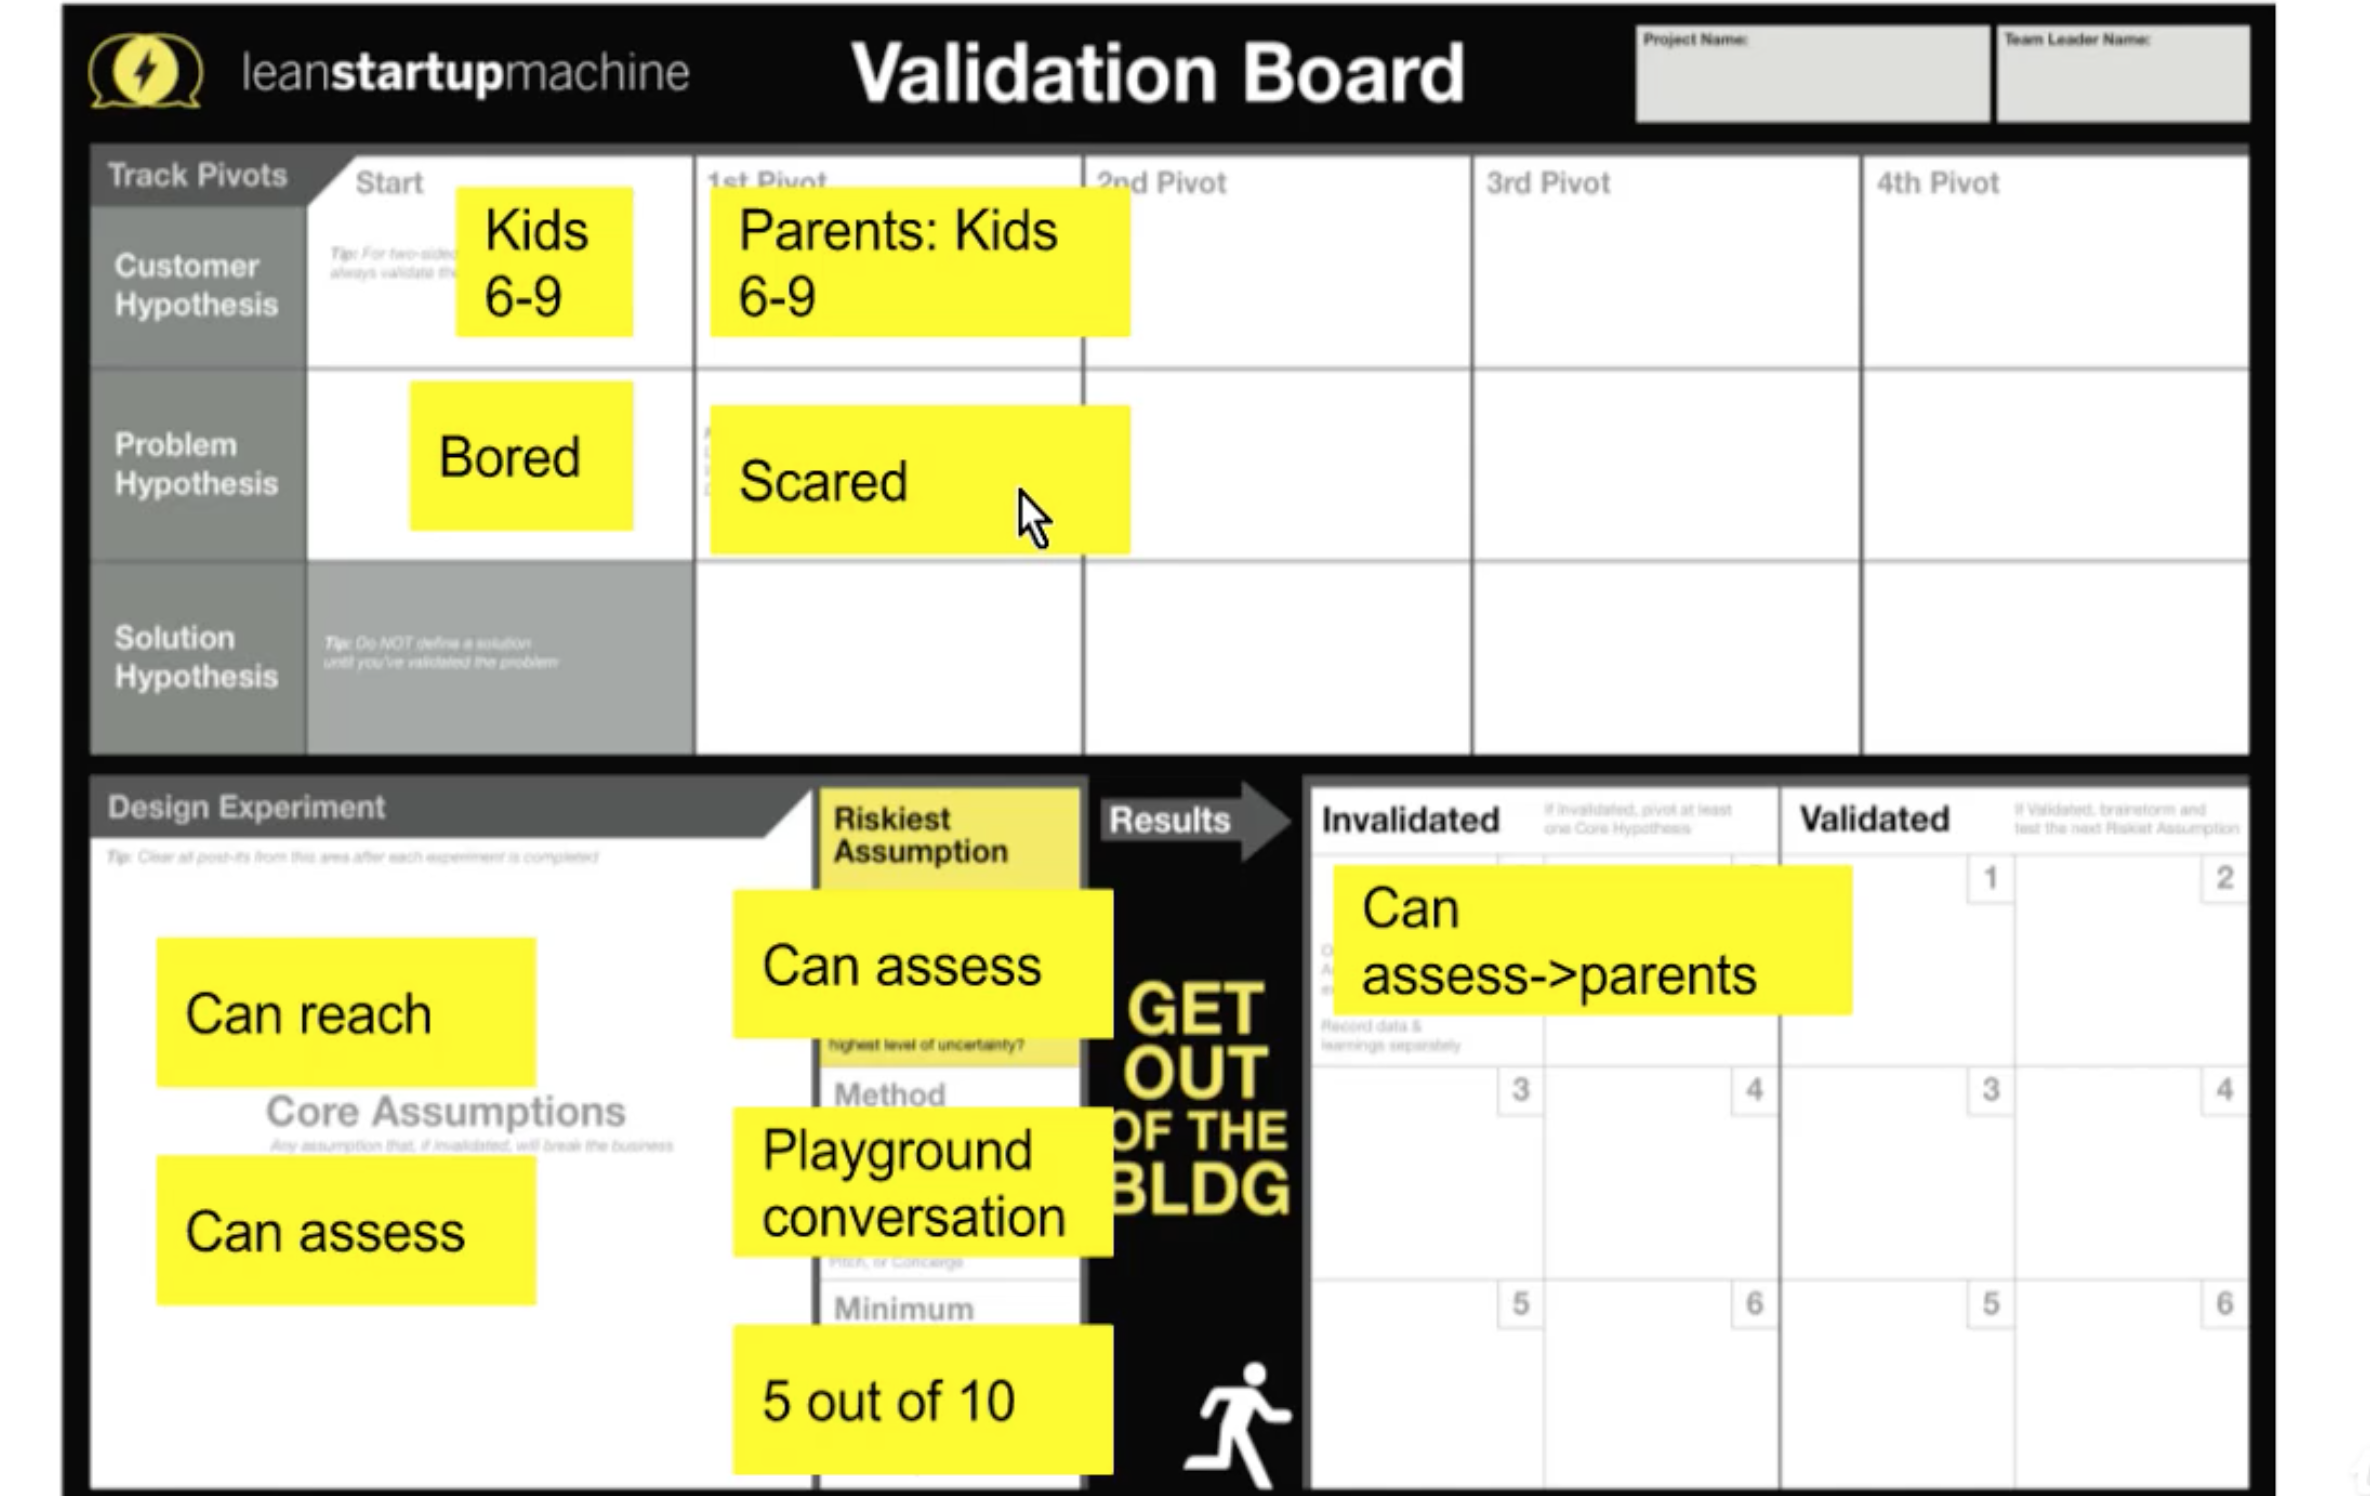 leanstartupmachine
Validation Board
Project Name:
Team Leader Name:
Track Pivots
Start
1st Pivot
2nd Pivot
3rd Pivot
4th Pivot
Customer
Hypothesis
Tip: For two-sided
always validate the
Kids
6-9
Parents: Kids
6-9
Problem
Hypothesis
Bored
Scared
Solution
Hypothesis
Tip: Do NOT define a solution
until you've validated the problem
Design Experiment
Tip: Clear all post-its from this area after each experiment is completed
Can reach
Core Assumptions
Any assumption that, if invalidated, will break the business
Can assess
Riskiest
Assumption
Can assess
highest level of uncertainty?
Method
Playground
conversation
Pitch, or Concierge
Minimum
5 out of 10
Results
GET
OUT
OF THE
BLDG
Invalidated
If Invalidated, pivot at least
one Core Hypothesis
Validated
If Validated, brainstorm and
test the next Riskiest Assumption
Can
assess->parents
1
2
Record data &
learnings separately
3
4
3
4
5
6
5
6